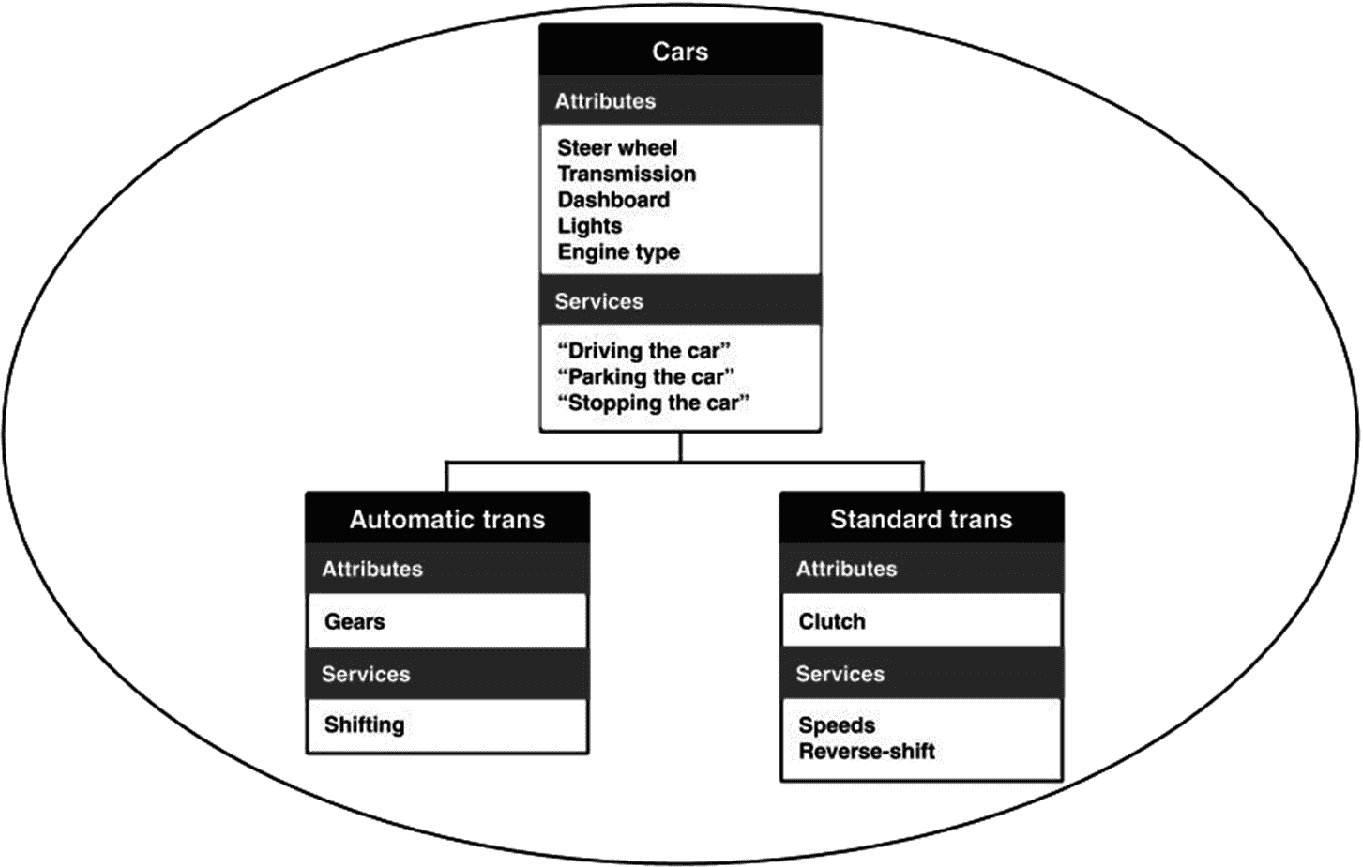 Cars
Attributes
Steer wheel
Transmission
Dashboard
Lights
Engine type
Services
“Driving the car”
“Parking the car”
“Stopping the car”
Automatic trans
Attributes
Gears
Services
Shifting
Standard trans
Attributes
Clutch
Services
Speeds
Reverse-shift